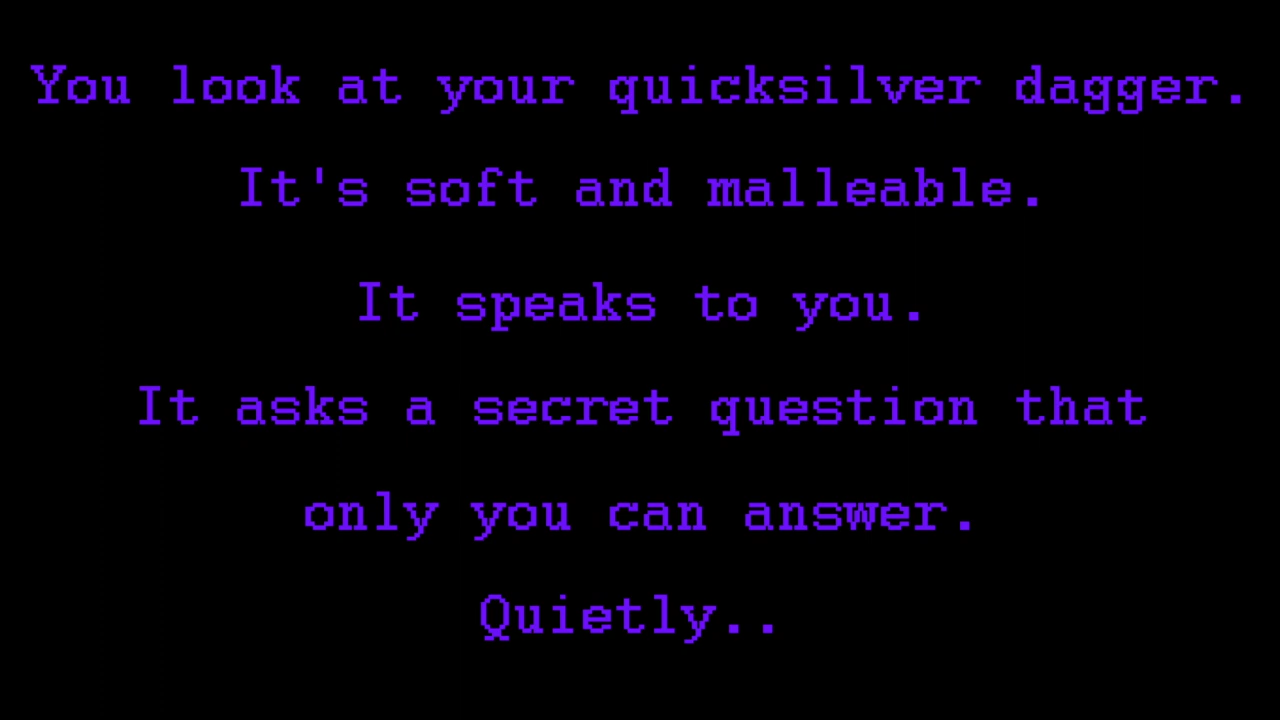 You look at your quicksilver dagger.
It's soft and malleable.
It speaks to you.
It asks a secret question that
only you can answer.
Quietly..